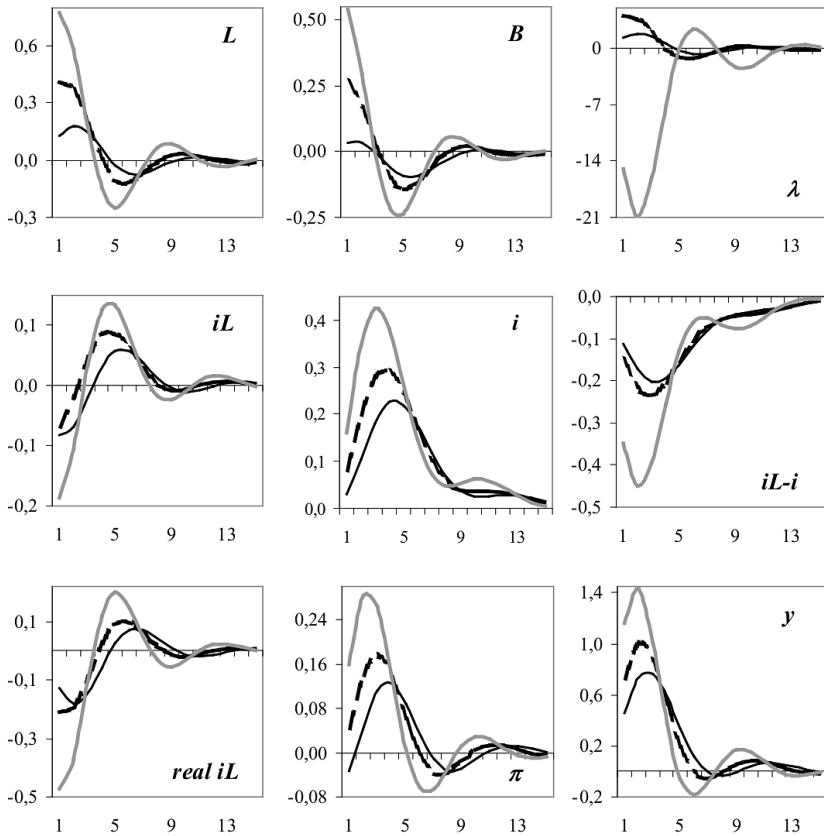 L
0,6
0,3
0,0
-0,3
1 5 9 13
B
0,50
0,25
0,00
-0,25
1 5 9 13
0
-7
-14
-21
λ
1 5 9 13
iL
0,1
0,0
-0,1
-0,2
1 5 9 13
i
0,4
0,3
0,2
0,1
0,0
1 5 9 13
0,0
-0,1
-0,2
-0,3
-0,4
-0,5
iL-i
1 5 9 13
0,1
-0,1
-0,3
-0,5
real iL
1 5 9 13
0,24
0,16
0,08
0,00
-0,08
π
1 5 9 13
y
1,4
1,0
0,6
0,2
-0,2
1 5 9 13